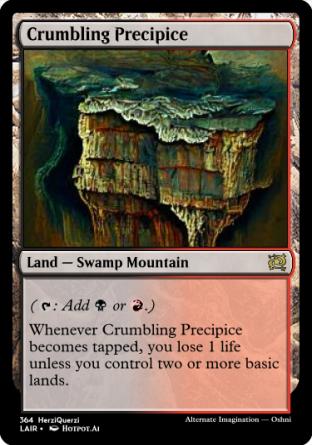 Crumbling Precipice
Land — Swamp Mountain
( : Add or .)
Whenever Crumbling Precipice
becomes tapped, you lose 1 life
unless you control two or more basic
lands.
364 HerziQuerzi
Alternate Imagination — Oshni
LAIR • Hotpot.Ai